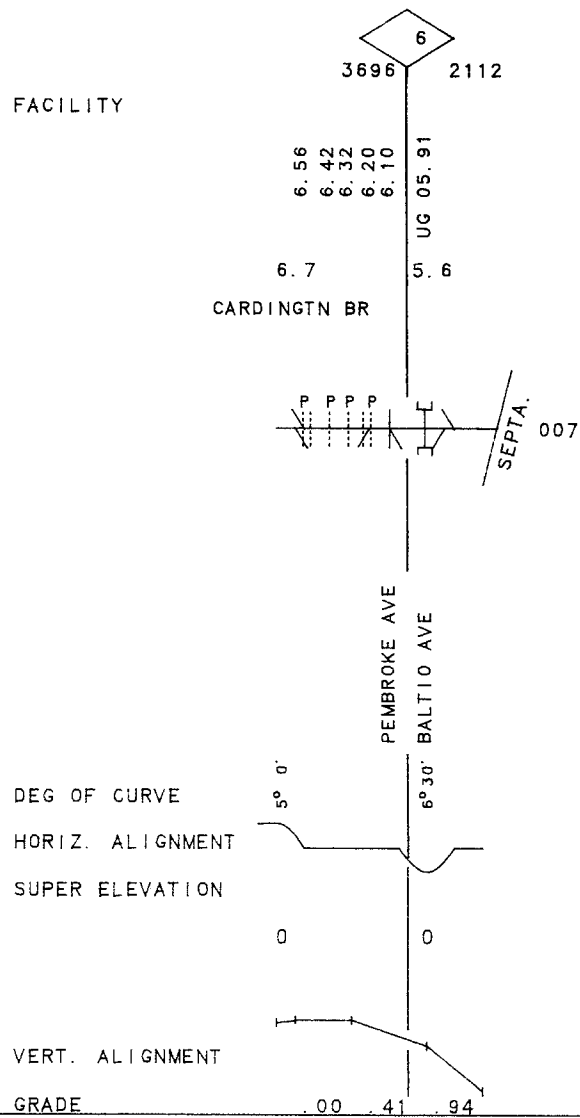 6
3696 2112
FACILITY
6.56
6.42
6.32
6.20
6.10
UG 05.91
6.7 5.6
CARDINGTN BR
P P P P
SEPTA.
007
PEMBROKE AVE
BALTIO AVE
DEG OF CURVE
5° 0'
6° 30'
HORIZ. ALIGNMENT
SUPER ELEVATION
0 0
VERT. ALIGNMENT
GRADE .00 .41 .94